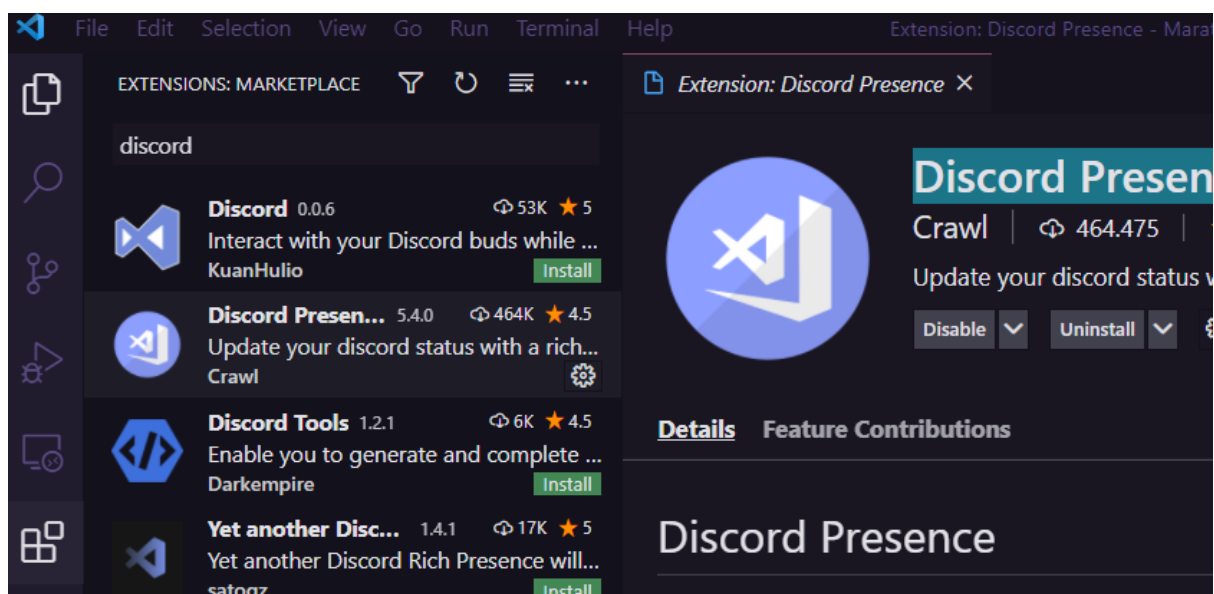 File Edit Selection View Go Run Terminal Help Extension: Discord Presence - Marat
EXTENSIONS: MARKETPLACE
discord
Discord 0.0.6 53K 5
Interact with your Discord buds while ...
KuanHulio Install
Discord Presen... 5.4.0 464K 4.5
Update your discord status with a rich...
Crawl
Discord Tools 1.2.1 6K 4.5
Enable you to generate and complete ...
Darkempire Install
Yet another Disc... 1.4.1 17K 5
Yet another Discord Rich Presence will...
satoqz Install
Extension: Discord Presence
Discord Presen
Crawl 464.475
Update your discord status w
Disable Uninstall
Details Feature Contributions
Discord Presence